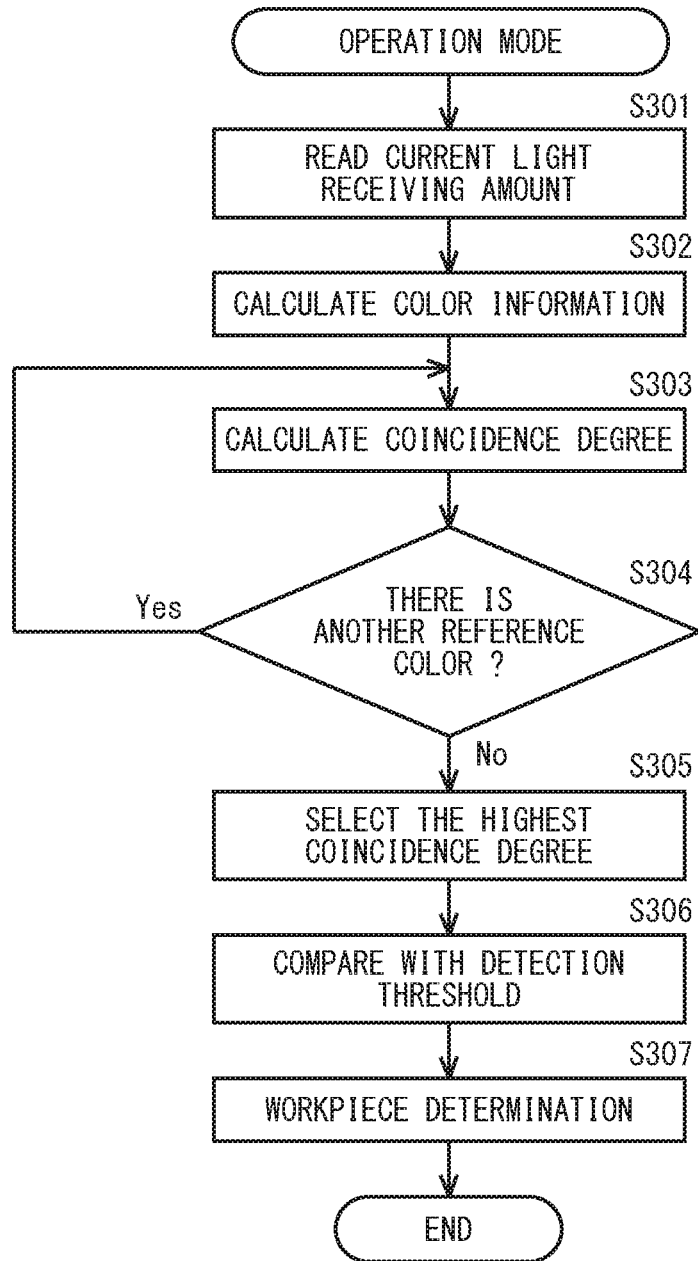 OPERATION MODE
S301
READ CURRENT LIGHT
RECEIVING AMOUNT
S302
CALCULATE COLOR INFORMATION
S303
CALCULATE COINCIDENCE DEGREE
S304
Yes
THERE IS
ANOTHER REFERENCE
COLOR ?
No
S305
SELECT THE HIGHEST
COINCIDENCE DEGREE
S306
COMPARE WITH DETECTION
THRESHOLD
S307
WORKPIECE DETERMINATION
END